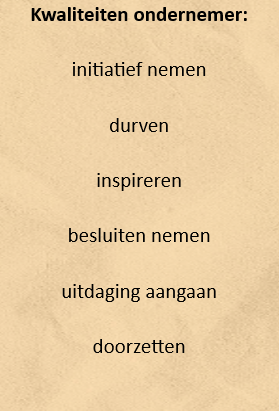 Kwaliteiten ondernemer:
initiatief nemen
durven
inspireren
besluiten nemen
uitdaging aangaan
doorzetten